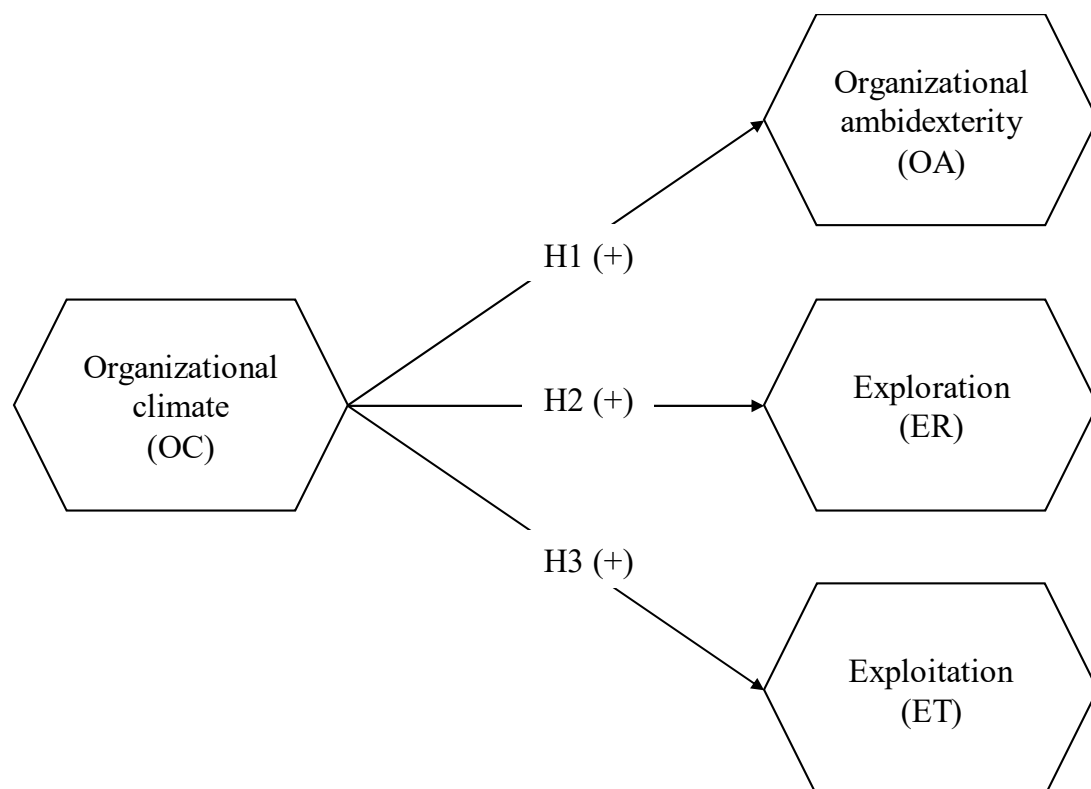 Organizational
ambidexterity
(OA)
H1 (+)
Organizational
climate
(OC)
H2 (+)
Exploration
(ER)
H3 (+)
Exploitation
(ET)